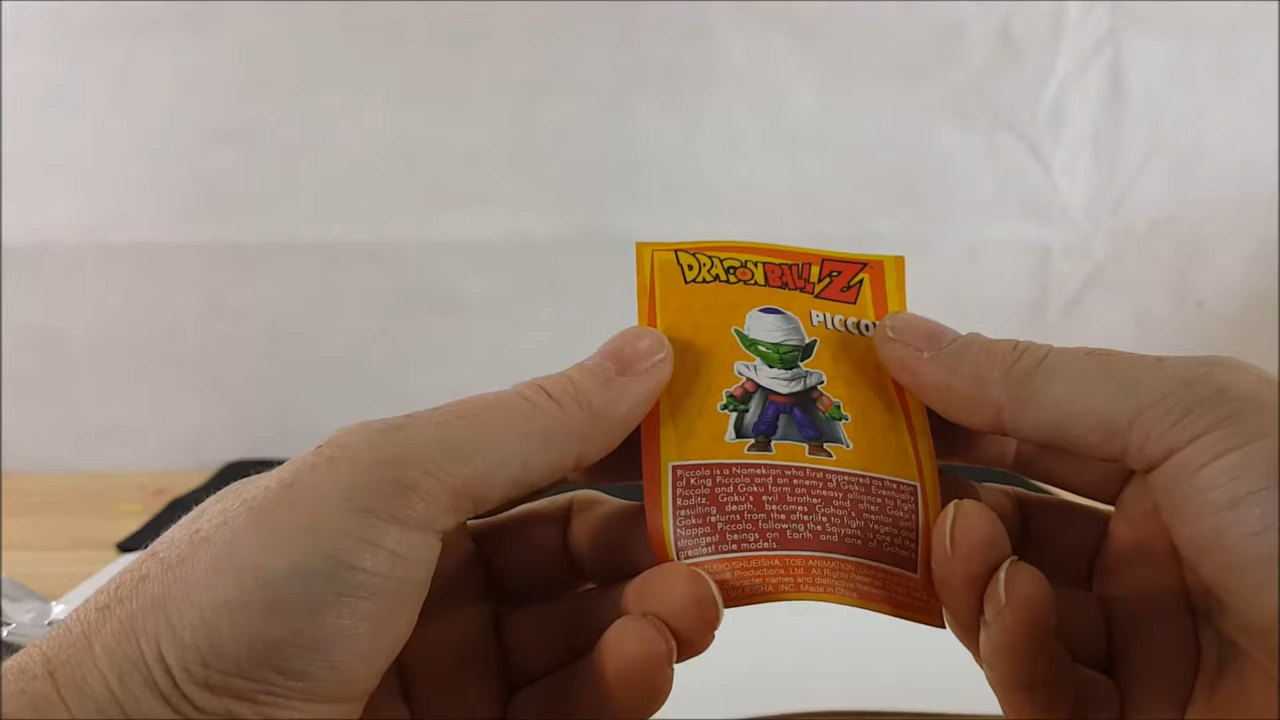 DRAGONBALL Z
PICCO
Piccolo is a Namekian who first appeared as the son
of King Piccolo and an enemy of Goku. Eventually
Piccolo and Goku form an uneasy alliance to fight
Raditz, Goku's evil brother, and after Goku's
resulting death, becomes Gohan's mentor until
Goku returns from the afterlife to fight Vegeta and
Nappa. Piccolo, following the Saiyans, is one of the
strongest beings on Earth and one of Gohan's
greatest role models.
STUDIO/SHUEISHA, TOEI ANIMATION. License
® Productions, Ltd. All Rights Reserved.
character names and distinctive
SHUEISHA, INC. Made in China